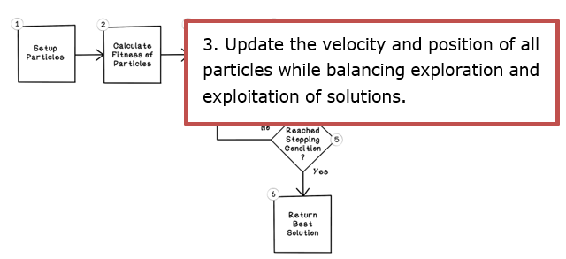 1
2
Setup
Particles
Calculate
Fitness of
Particles
3. Update the velocity and position of all
particles while balancing exploration and
exploitation of solutions.
No
Reached
Stopping
Condition
?
5
Yes
6
Return
Best
Solution